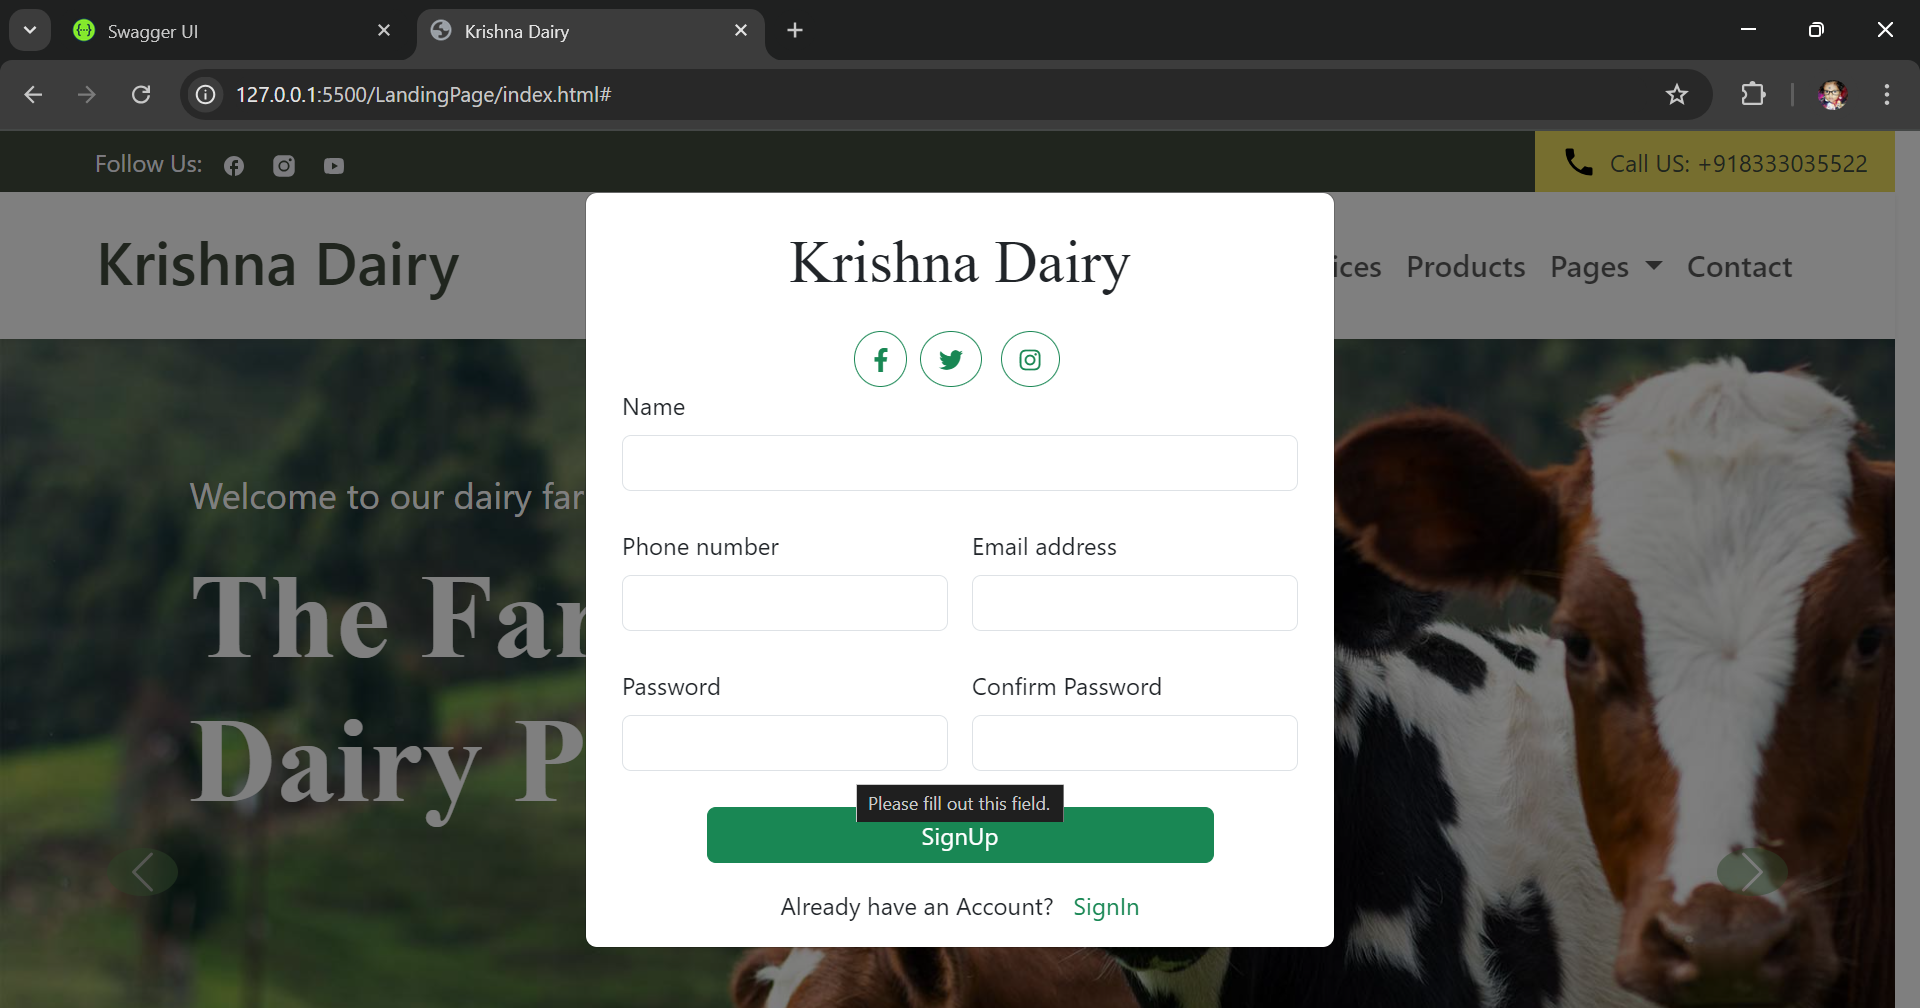 Swagger UI
Krishna Dairy
127.0.0.1:5500/LandingPage/index.html#
Follow Us:
Call US: +918333035522
Krishna Dairy
ices Products Pages Contact
Welcome to our dairy far
The Far
Dairy P
Krishna Dairy
Name
Phone number Email address
Password Confirm Password
Please fill out this field.
SignUp
Already have an Account? SignIn